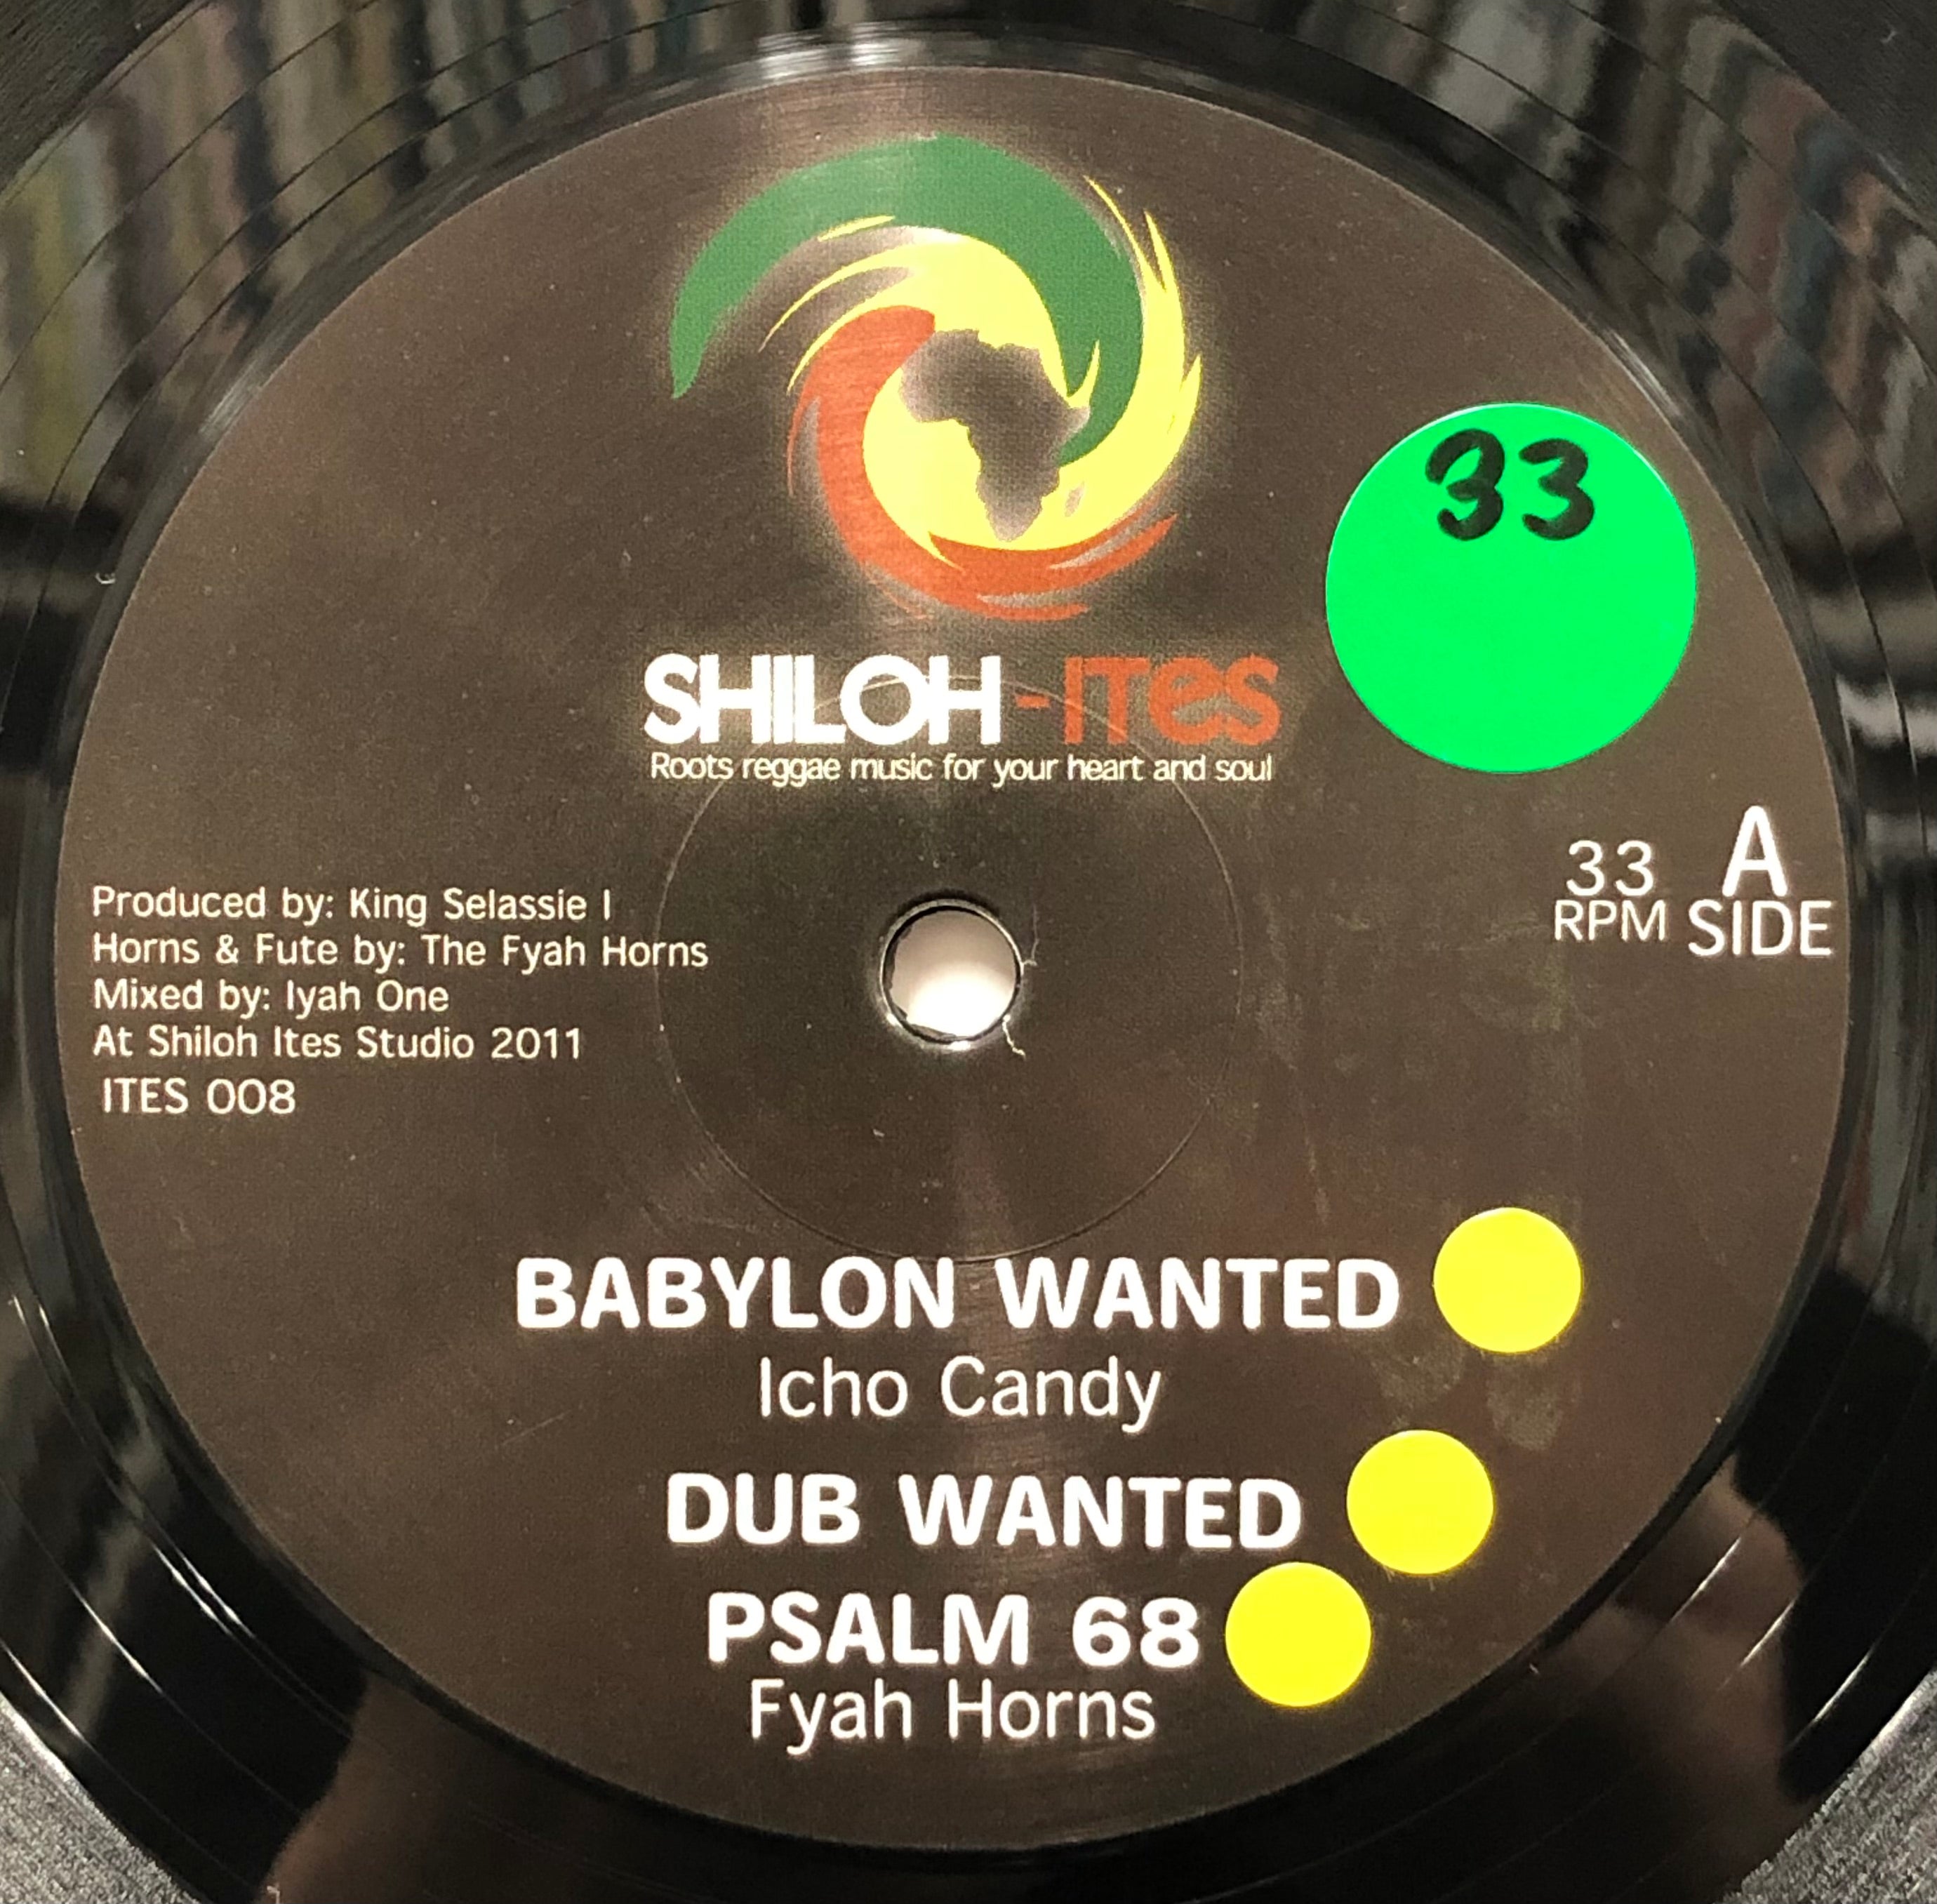 33
SHILOH-ITES
Roots reggae music for your heart and soul
33
RPM
A
SIDE
Produced by: King Selassie I
Horns & Fute by: The Fyah Horns
Mixed by: Iyah One
At Shiloh Ites Studio 2011
ITES 008
BABYLON WANTED
Icho Candy
DUB WANTED
PSALM 68
Fyah Horns